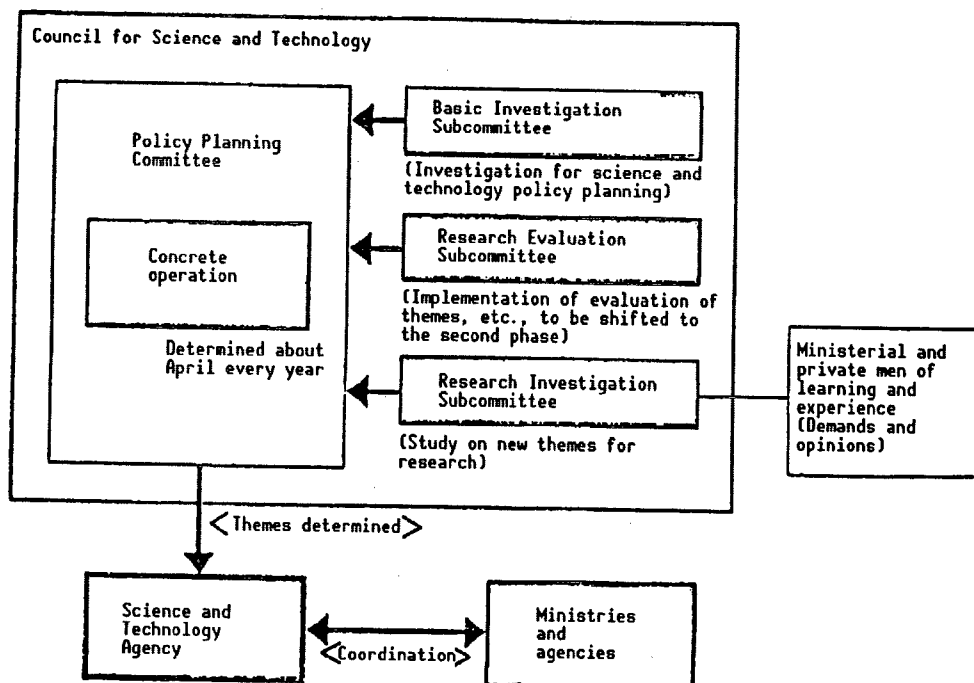 Council for Science and Technology
Policy Planning
Committee
Concrete
operation
Determined about
April every year
Basic Investigation
Subcommittee
(Investigation for science and
technology policy planning)
Research Evaluation
Subcommittee
(Implementation of evaluation of
themes, etc., to be shifted to
the second phase)
Research Investigation
Subcommittee
(Study on new themes for
research)
Ministerial and
private men of
learning and
experience
(Demands and
opinions)
<Themes determined>
Science and
Technology
Agency
<Coordination>
Ministries
and
agencies